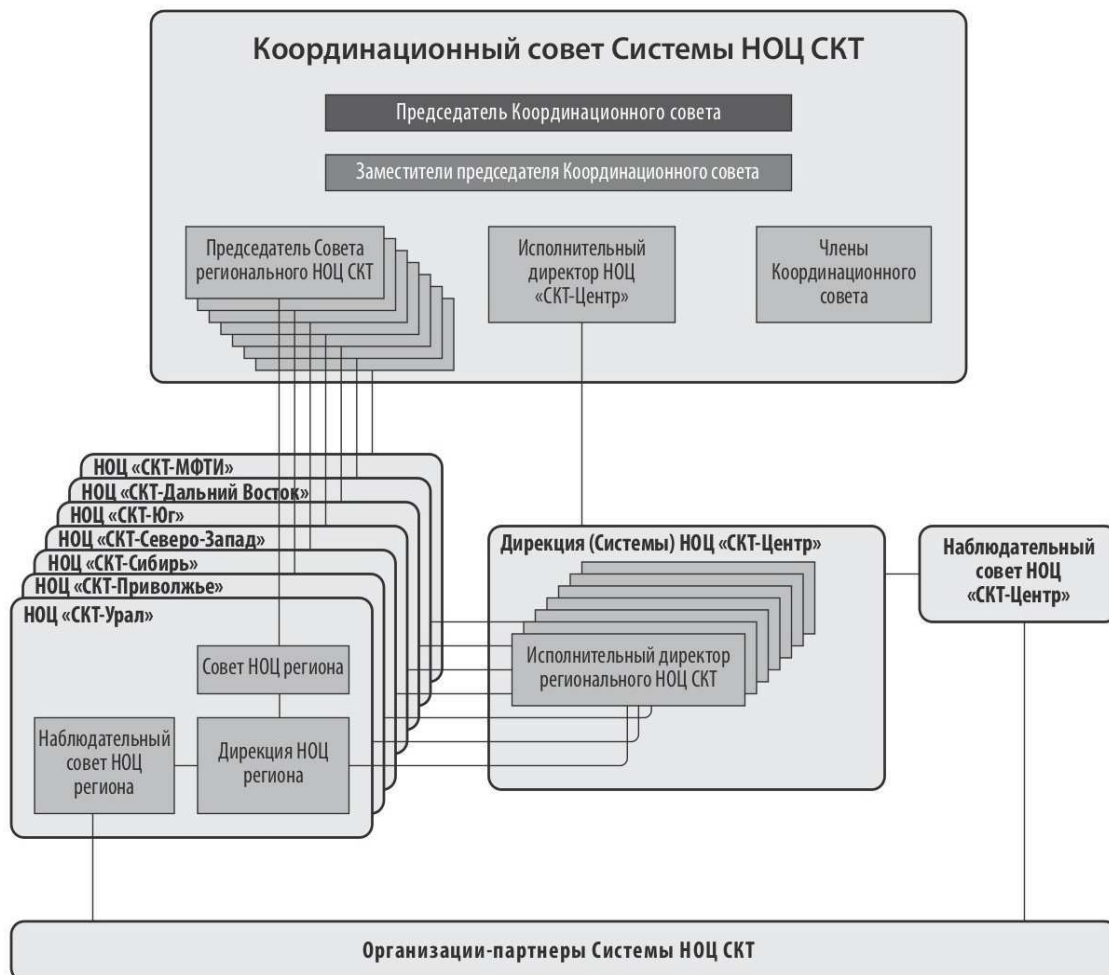 Координационный совет Системы НОЦ СКТ
Председатель Координационного совета
Заместители председателя Координационного совета
Председатель Совета
регионального НОЦ СКТ
Исполнительный
директор НОЦ
«СКТ-Центр»
Члены
Координационного
совета
НОЦ «СКТ-МФТИ»
НОЦ «СКТ-Дальний Восток»
НОЦ «СКТ-Юг»
НОЦ «СКТ-Северо-Запад»
НОЦ «СКТ-Сибирь»
НОЦ «СКТ-Приволжье»
НОЦ «СКТ-Урал»
Совет НОЦ региона
Наблюдательный
совет НОЦ
региона
Дирекция НОЦ
региона
Дирекция (Системы) НОЦ «СКТ-Центр»
Исполнительный директор
регионального НОЦ СКТ
Наблюдательный
совет НОЦ
«СКТ-Центр»
Организации-партнеры Системы НОЦ СКТ